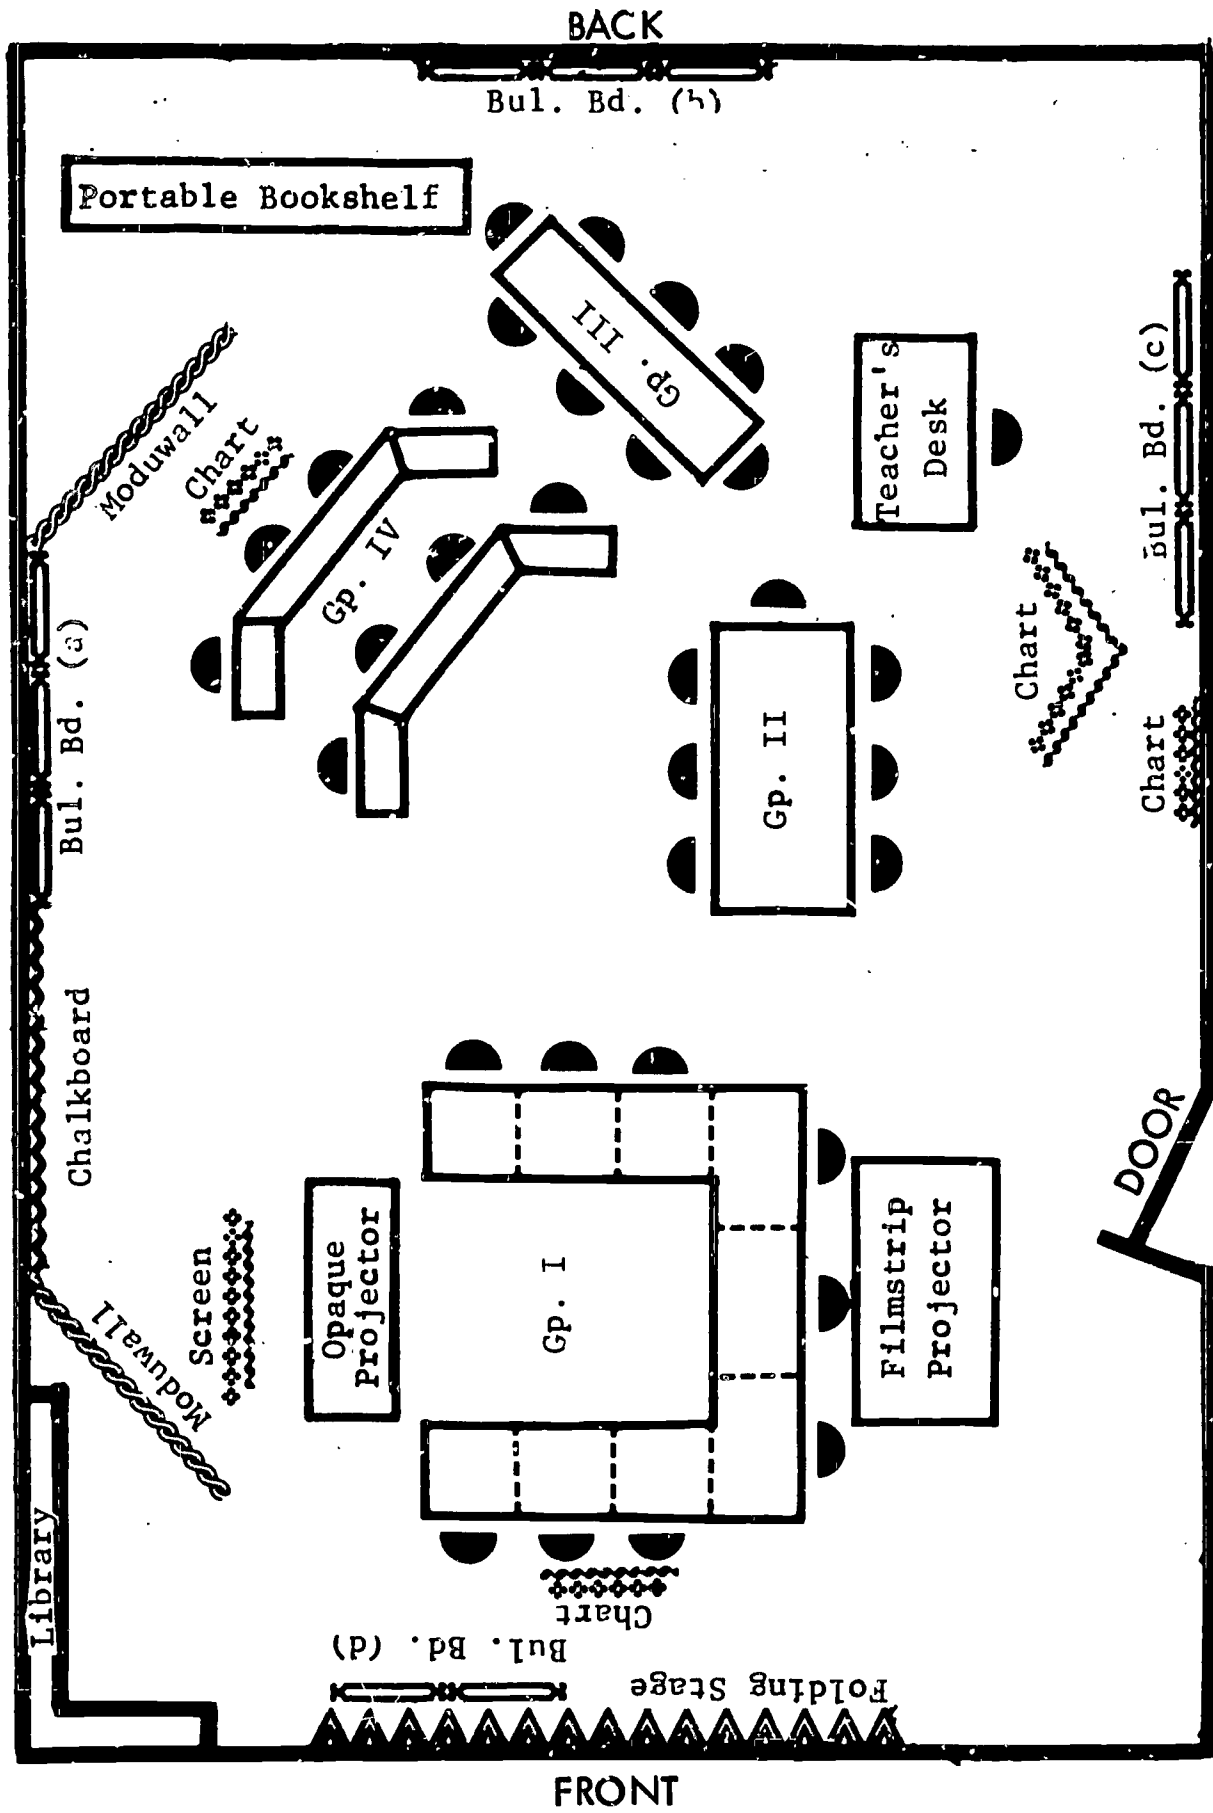 BACK
Bul. Bd. (b)
Portable Bookshelf
Gp. III
Teacher's
Desk
Bul. Bd. (c)
Moduwall
Chart
Gp. IV
Bul. Bd. (a)
Gp. II
Chart
Chart
Chalkboard
DOOR
Screen
Opaque
Projector
Gp. I
Filmstrip
Projector
Moduwall
Library
Chart
Bul. Bd. (d)
Folding Stage
FRONT